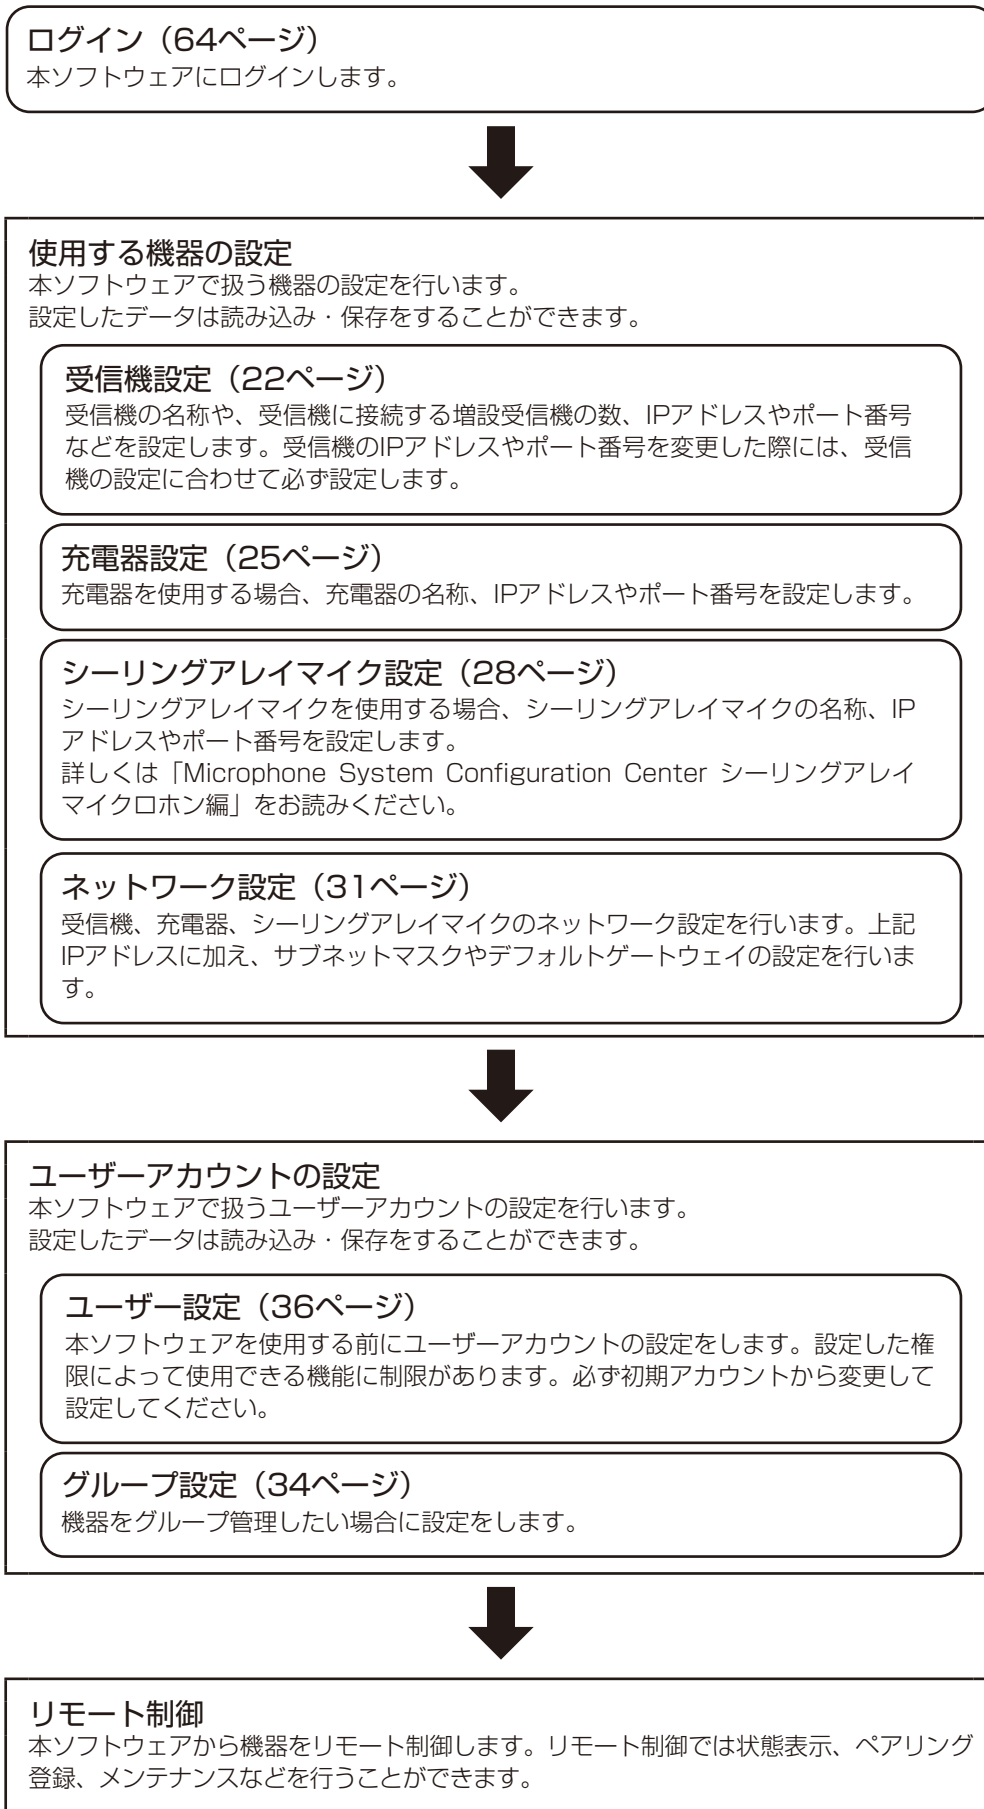 ログイン（64ページ）
本ソフトウェアにログインします。
使用する機器の設定
本ソフトウェアで扱う機器の設定を行います。
設定したデータは読み込み・保存をすることができます。
受信機設定（22ページ）
受信機の名称や、受信機に接続する増設受信機の数、IPアドレスやポート番号
などを設定します。受信機のIPアドレスやポート番号を変更した際には、受信
機の設定に合わせて必ず設定します。
充電器設定（25ページ）
充電器を使用する場合、充電器の名称、IPアドレスやポート番号を設定します。
シーリングアレイマイク設定（28ページ）
シーリングアレイマイクを使用する場合、シーリングアレイマイクの名称、IP
アドレスやポート番号を設定します。
詳しくは「Microphone System Configuration Center シーリングアレイ
マイクロホン編」をお読みください。
ネットワーク設定（31ページ）
受信機、充電器、シーリングアレイマイクのネットワーク設定を行います。上記
IPアドレスに加え、サブネットマスクやデフォルトゲートウェイの設定を行いま
す。
ユーザーアカウントの設定
本ソフトウェアで扱うユーザーアカウントの設定を行います。
設定したデータは読み込み・保存をすることができます。
ユーザー設定（36ページ）
本ソフトウェアを使用する前にユーザーアカウントの設定をします。設定した権
限によって使用できる機能に制限があります。必ず初期アカウントから変更して
設定してください。
グループ設定（34ページ）
機器をグループ管理したい場合に設定をします。
リモート制御
本ソフトウェアから機器をリモート制御します。リモート制御では状態表示、ペアリング
登録、メンテナンスなどを行うことができます。